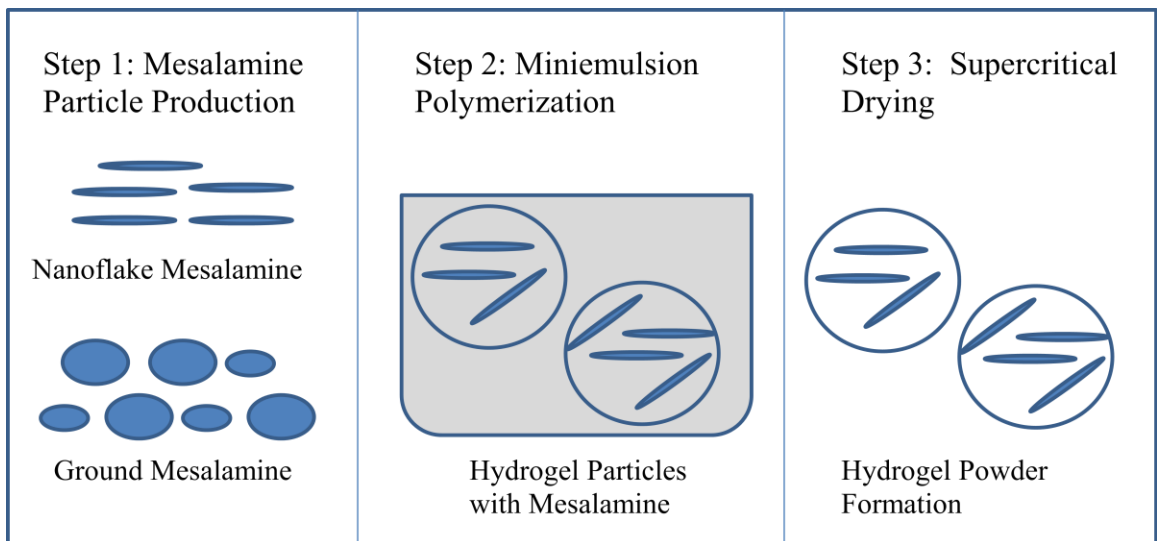 Step 1: Mesalamine
Particle Production
Nanoflake Mesalamine
Ground Mesalamine
Step 2: Miniemulsion
Polymerization
Hydrogel Particles
with Mesalamine
Step 3: Supercritical
Drying
Hydrogel Powder
Formation